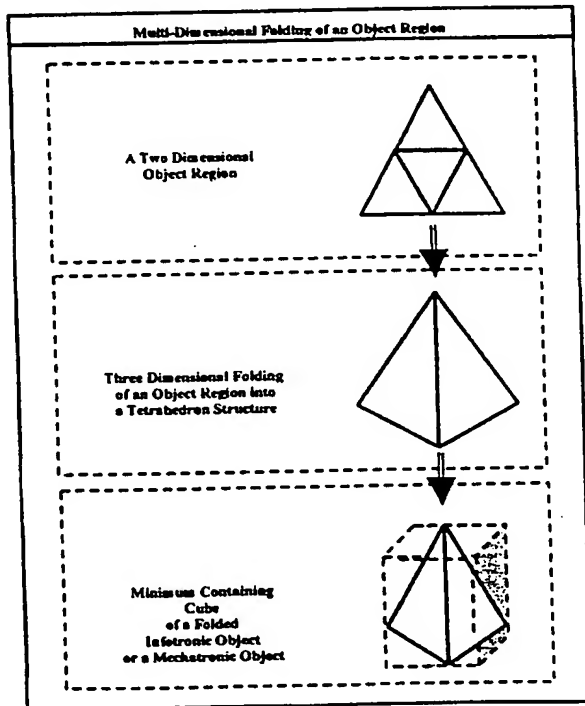 Multi-Dimensional Folding of an Object Region
A Two Dimensional
Object Region
Three Dimensional Folding
of an Object Region into
a Tetrahedron Structure
Minimum Containing
Cube
of a Folded
Infotronic Object
or a Mechatronic Object